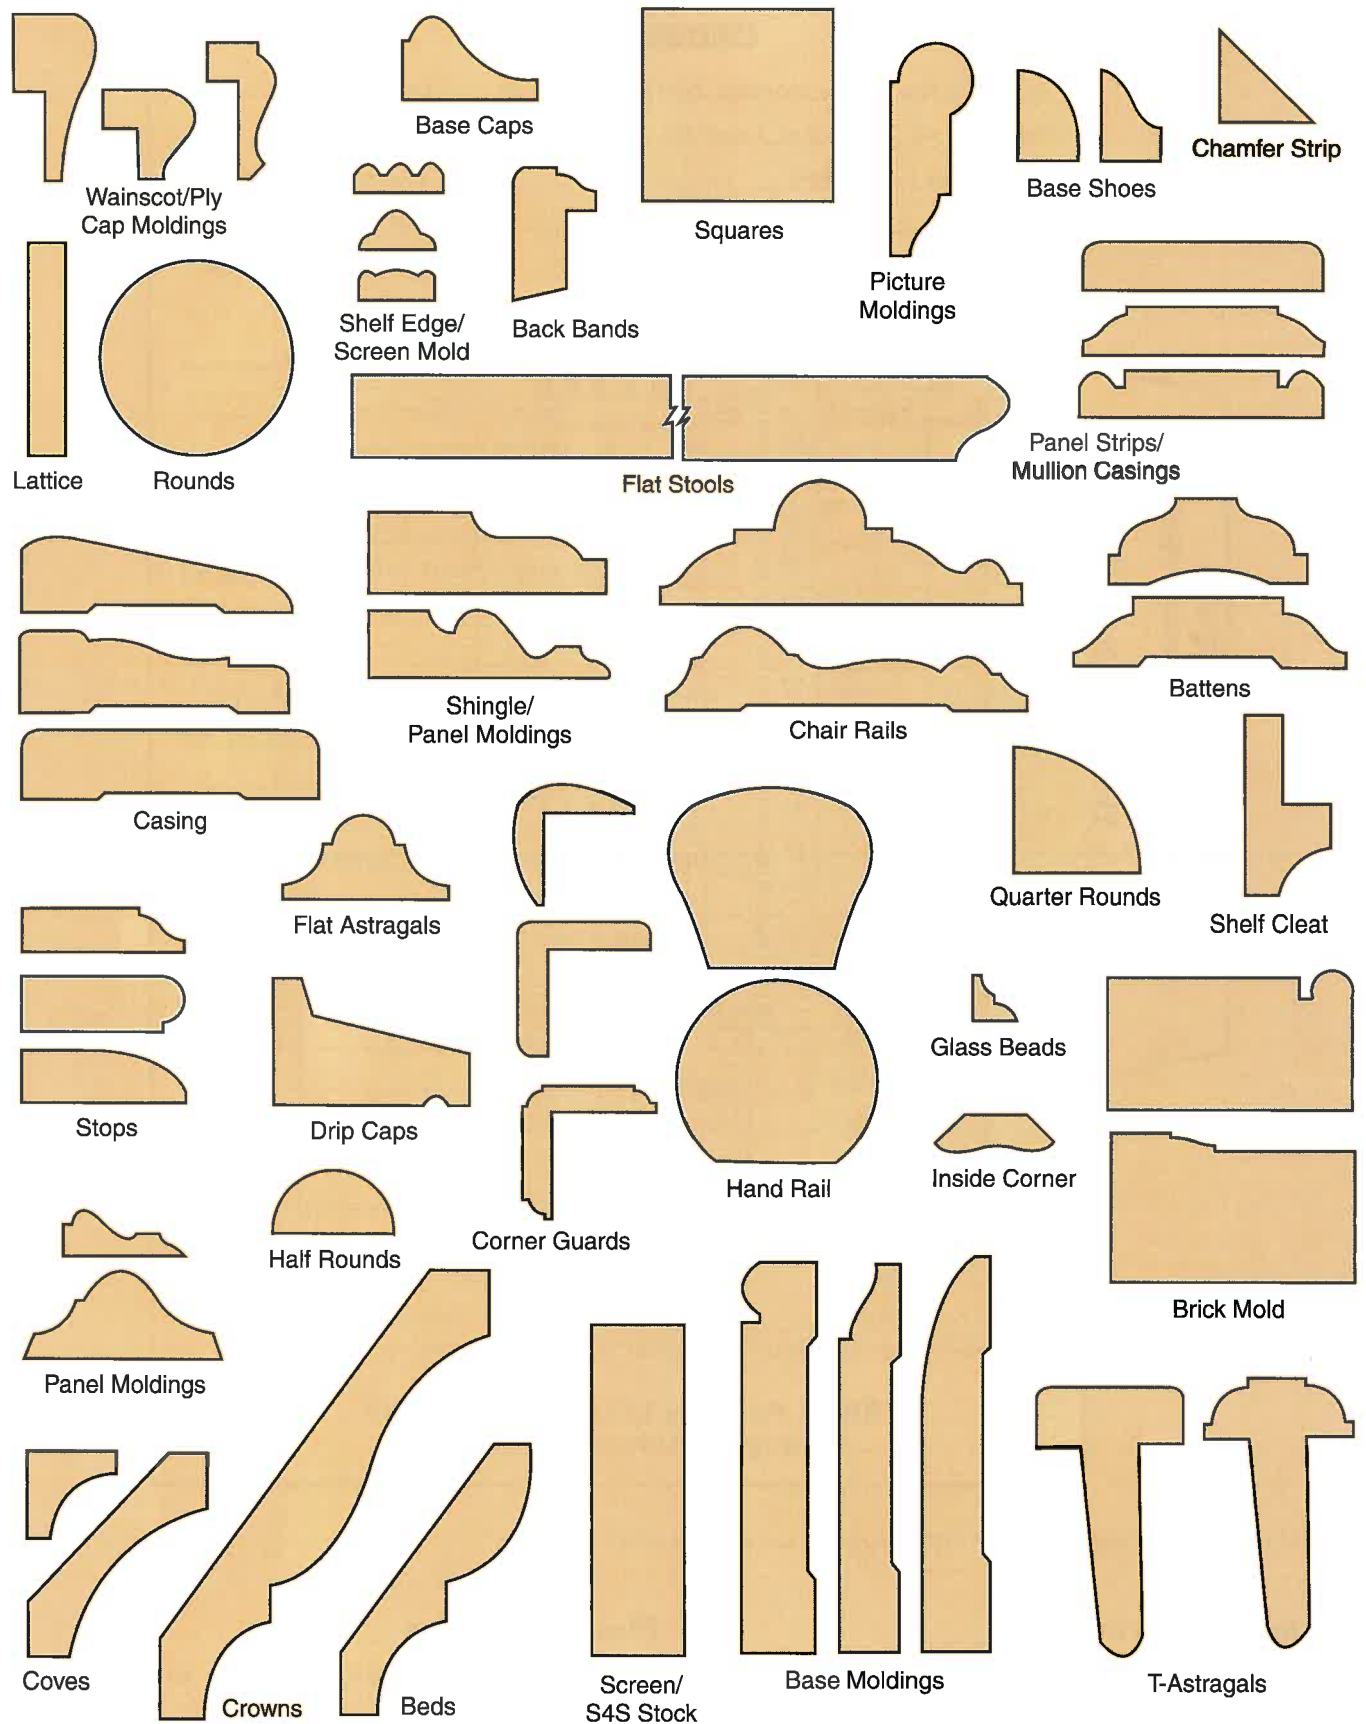 Wainscot/Ply
Cap Moldings
Base Caps
Squares
Picture
Moldings
Base Shoes
Chamfer Strip
Shelf Edge/
Screen Mold
Back Bands
Lattice
Rounds
Flat Stools
Panel Strips/
Mullion Casings
Casing
Shingle/
Panel Moldings
Chair Rails
Battens
Flat Astragals
Quarter Rounds
Shelf Cleat
Stops
Drip Caps
Corner Guards
Hand Rail
Glass Beads
Inside Corner
Brick Mold
Half Rounds
Panel Moldings
Coves
Crowns
Beds
Screen/
S4S Stock
Base Moldings
T-Astragals